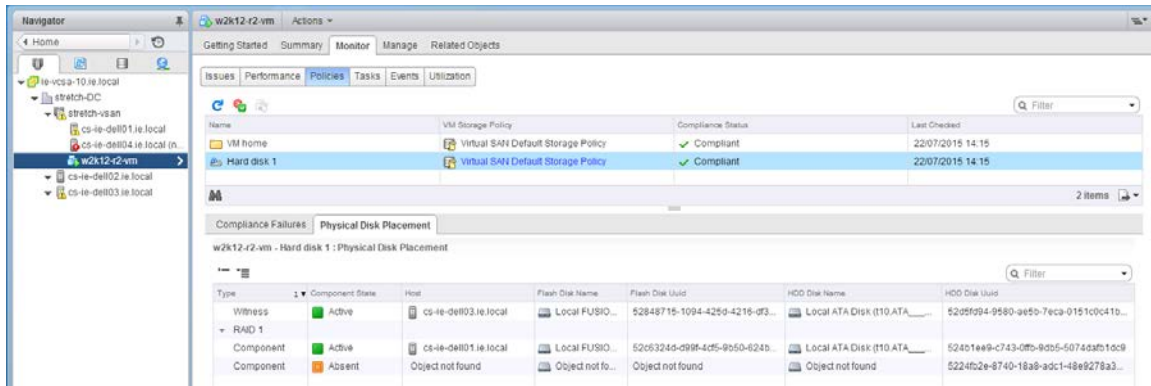 Navigator
w2k12-r2-vm Actions
Home
Getting Started Summary Monitor Manage Related Objects
Issues Performance Policies Tasks Events Utilization
ie-vcsa-10.ie.local
stretch-DC
stretch-vsan
cs-ie-dell01.ie.local
cs-ie-dell04.ie.local (n...
w2k12-r2-vm
cs-ie-dell02.ie.local
cs-ie-dell03.ie.local
Filter
Name VM Storage Policy Compliance Status Last Checked
VM home Virtual SAN Default Storage Policy Compliant 22/07/2015 14:15
Hard disk 1 Virtual SAN Default Storage Policy Compliant 22/07/2015 14:15
2 items
Compliance Failures Physical Disk Placement
w2k12-r2-vm - Hard disk 1 : Physical Disk Placement
Filter
Type 1 Component State Host Flash Disk Name Flash Disk Uuid HDD Disk Name HDD Disk Uuid
Witness Active cs-ie-dell03.ie.local Local FUSIO... 52848715-1094-425d-4216-df3... Local ATA Disk (t10.ATA___... 52d5fd94-9580-ae5b-7eca-0151c0c41b...
RAID 1
Component Active cs-ie-dell01.ie.local Local FUSIO... 52c6324d-d99f-4cf5-9b50-624b... Local ATA Disk (t10.ATA___... 524b1ee9-c743-0ffb-9db5-5074dafb1dc9
Component Absent Object not found Object not fo... Object not found Object not found 5224fb2e-8740-18a8-adc1-48e9278a3...